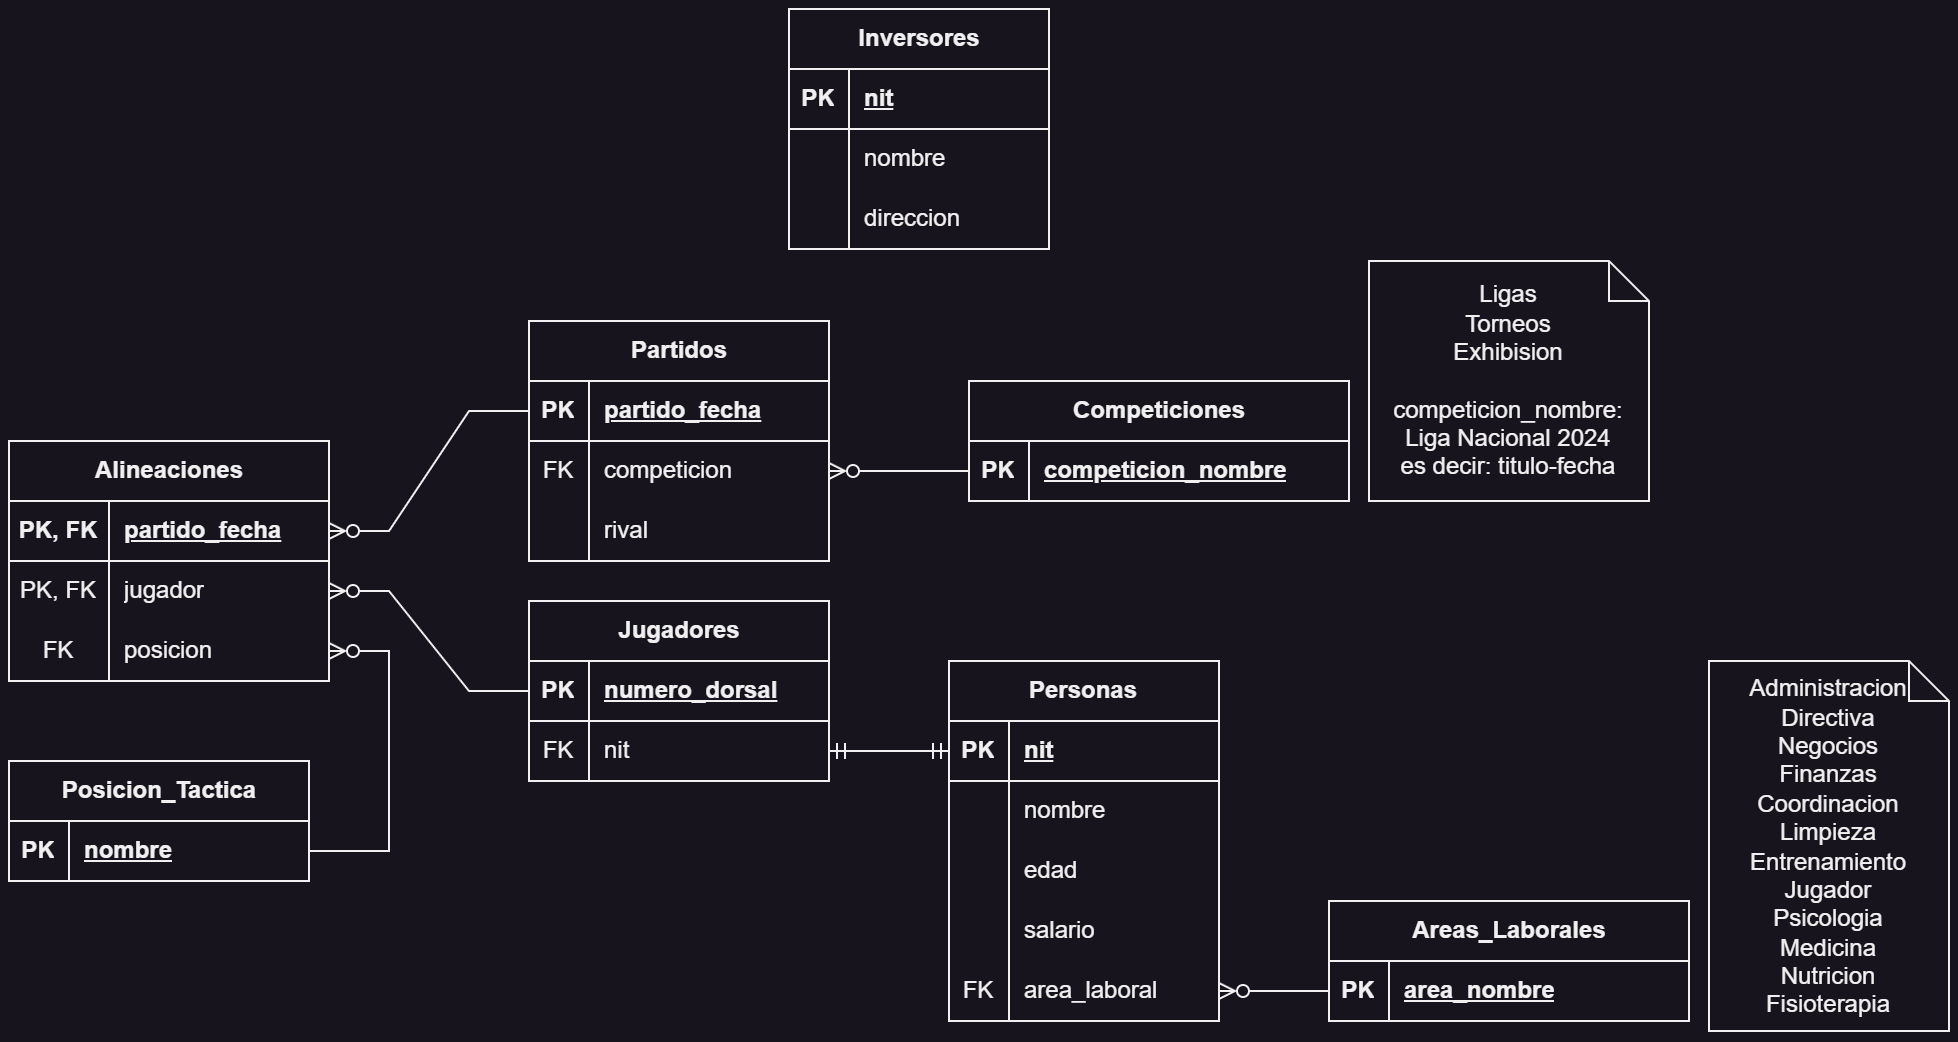 Inversores
PK nit
nombre
direccion
Ligas
Torneos
Exhibision
competicion_nombre:
Liga Nacional 2024
es decir: titulo-fecha
Partidos
PK partido_fecha
FK competicion
rival
Competiciones
PK competicion_nombre
Alineaciones
PK, FK partido_fecha
PK, FK jugador
FK posicion
Jugadores
PK numero_dorsal
FK nit
Posicion_Tactica
PK nombre
Personas
PK nit
nombre
edad
salario
FK area_laboral
Areas_Laborales
PK area_nombre
Administracion
Directiva
Negocios
Finanzas
Coordinacion
Limpieza
Entrenamiento
Jugador
Psicologia
Medicina
Nutricion
Fisioterapia